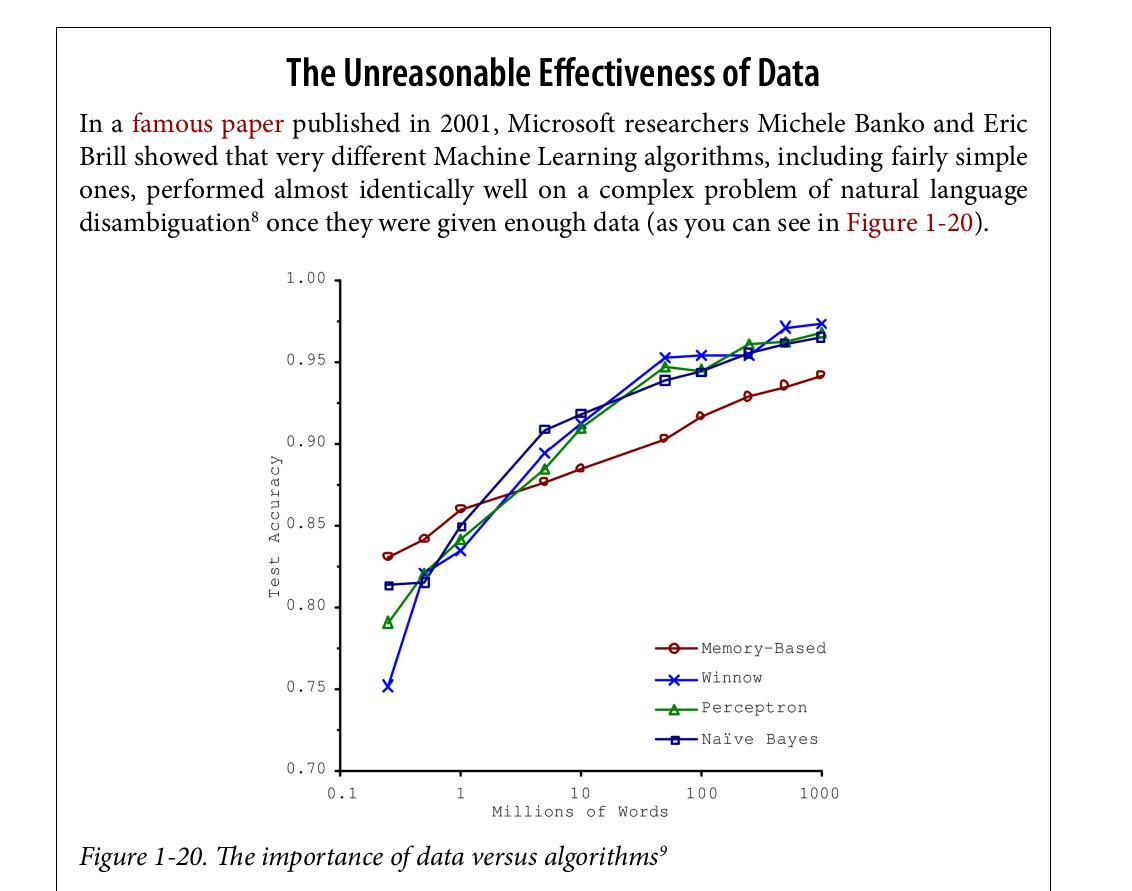 The Unreasonable Effectiveness of Data
In a famous paper published in 2001, Microsoft researchers Michele Banko and Eric
Brill showed that very different Machine Learning algorithms, including fairly simple
ones, performed almost identically well on a complex problem of natural language
disambiguation⁸ once they were given enough data (as you can see in Figure 1-20).
1.00
0.95
0.90
0.85
0.80
0.75
0.70
Test Accuracy
Memory-Based
Winnow
Perceptron
Naïve Bayes
0.1 1 10 100 1000
Millions of Words
Figure 1-20. The importance of data versus algorithms⁹